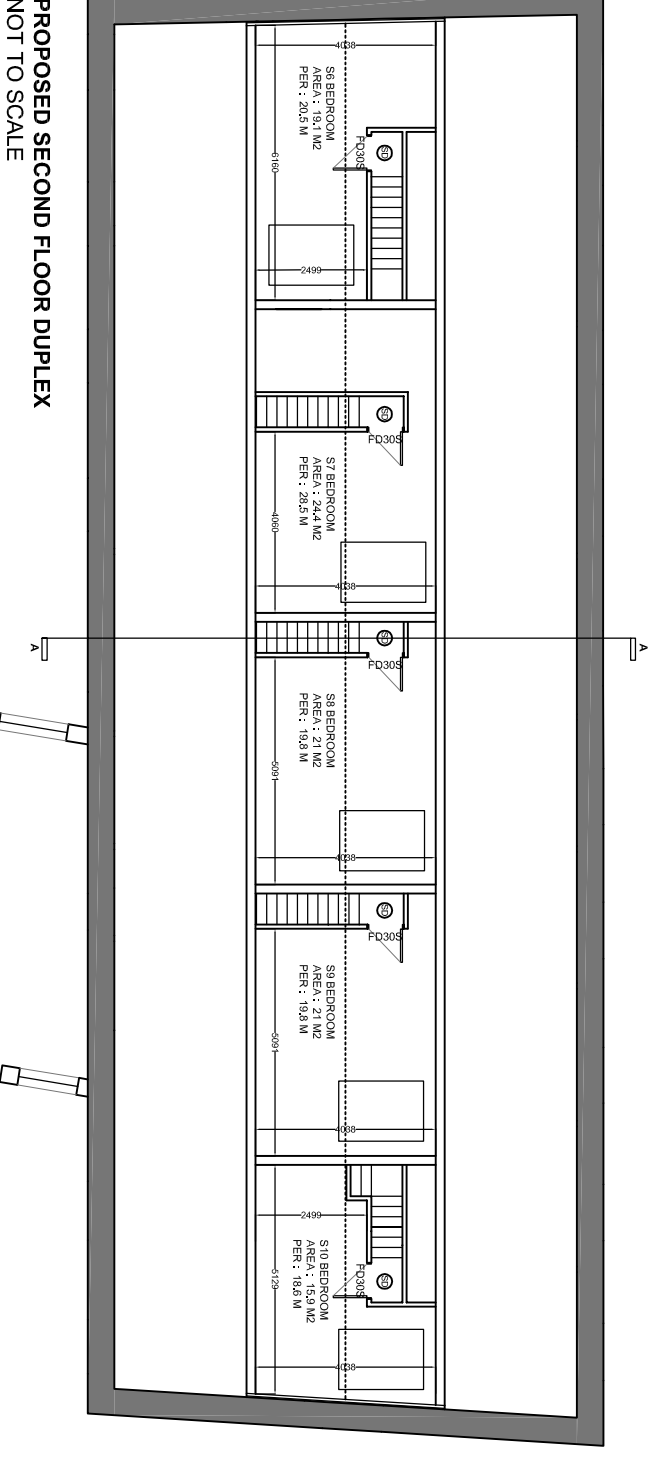 PROPOSED SECOND FLOOR DUPLEX
NOT TO SCALE
4038
S6 BEDROOM
AREA : 19.1 M2
PER : 20.5 M
FD30S
SD
6160
2499
SD
FD30S
S7 BEDROOM
AREA : 24.4 M2
PER : 28.5 M
4060
4038
A
A
SD
FD30S
S8 BEDROOM
AREA : 21 M2
PER : 19.8 M
5091
4038
SD
FD30S
S9 BEDROOM
AREA : 21 M2
PER : 19.8 M
5091
4038
2499
S10 BEDROOM
AREA : 15.9 M2
PER : 18.6 M
FD30S
SD
5129
4038